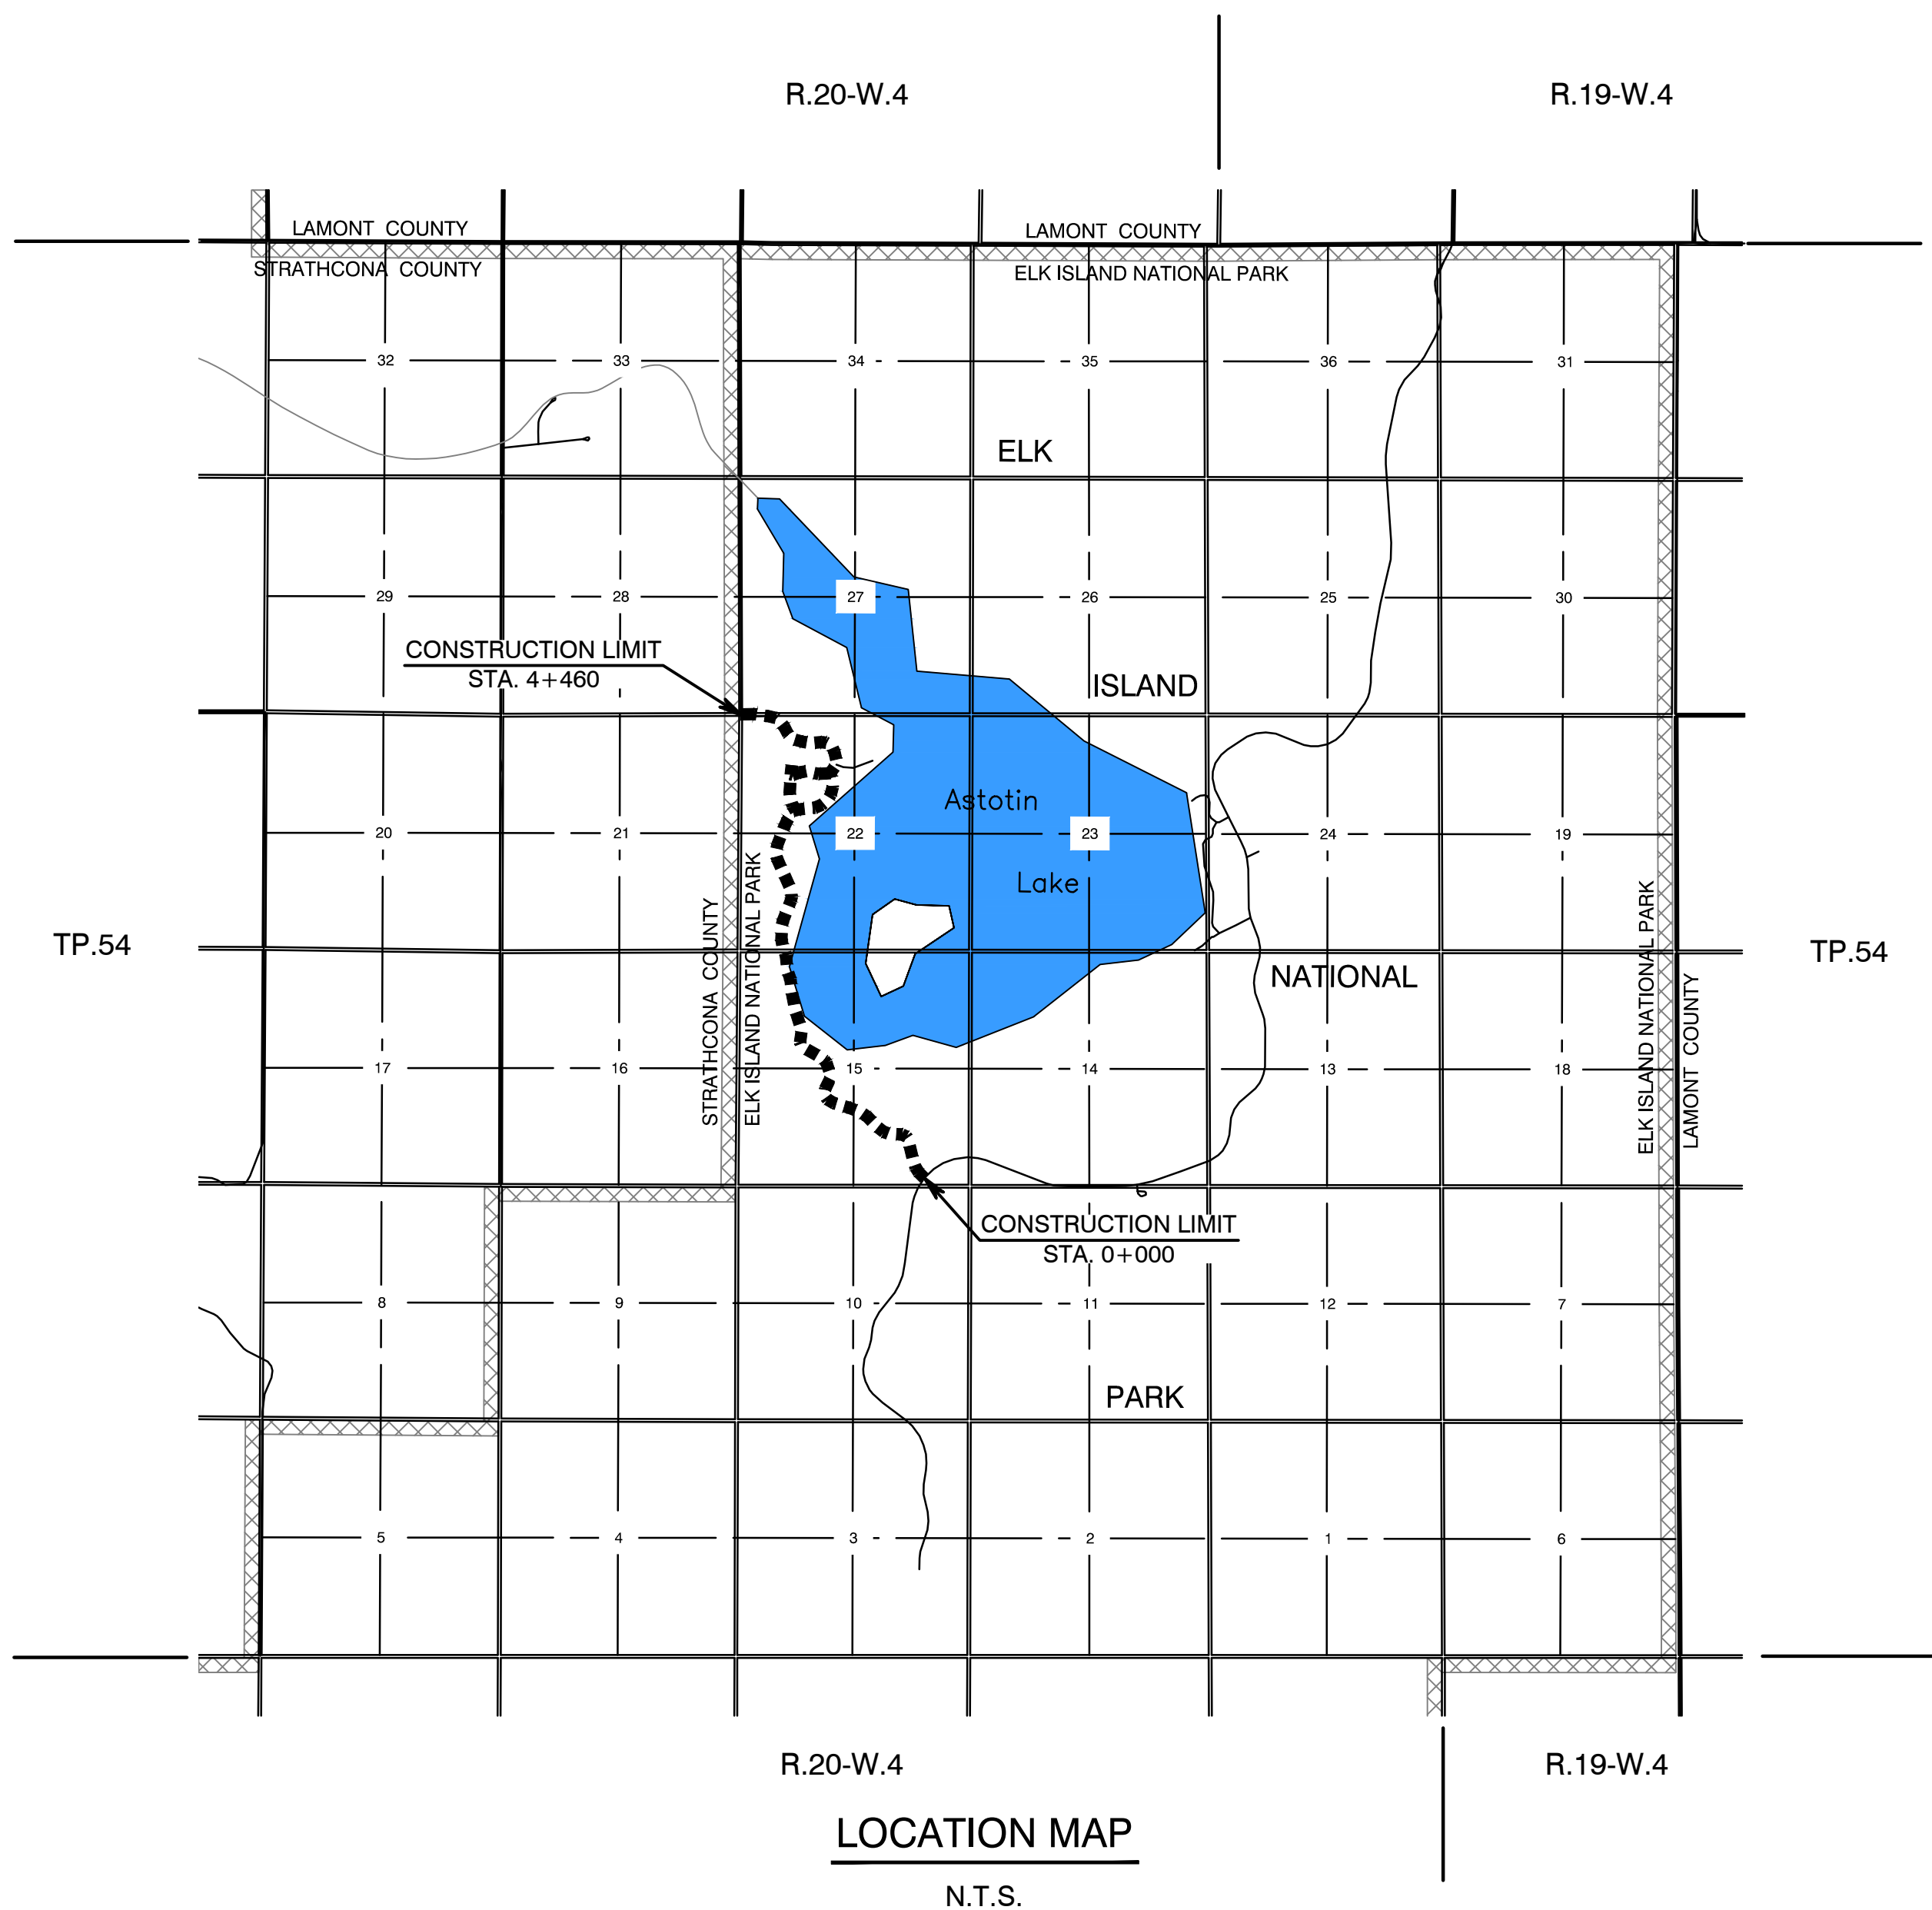 R.20-W.4
R.19-W.4
LAMONT COUNTY
LAMONT COUNTY
STRATHCONA COUNTY
ELK ISLAND NATIONAL PARK
32
33
34
35
36
31
ELK
29
28
27
26
25
30
CONSTRUCTION LIMIT
STA. 4+460
ISLAND
Astotin
20
21
22
23
24
19
Lake
STRATHCONA COUNTY
ELK ISLAND NATIONAL PARK
ELK ISLAND NATIONAL PARK
LAMONT COUNTY
TP.54
TP.54
NATIONAL
17
16
15
14
13
18
CONSTRUCTION LIMIT
STA. 0+000
8
9
10
11
12
7
PARK
5
4
3
2
1
6
R.20-W.4
R.19-W.4
LOCATION MAP
N.T.S.